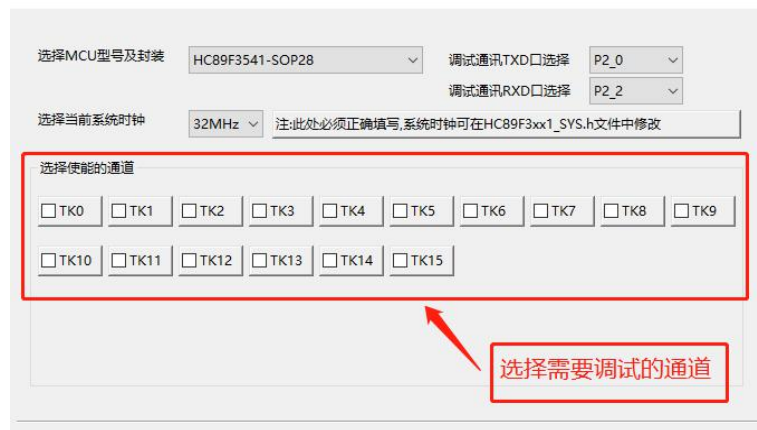 选择MCU型号及封装 HC89F3541-SOP28 调试通讯TXD口选择 P2_0
调试通讯RXD口选择 P2_2
选择当前系统时钟 32MHz 注:此处必须正确填写,系统时钟可在HC89F3xx1_SYS.h文件中修改
选择使能的通道
TK0 TK1 TK2 TK3 TK4 TK5 TK6 TK7 TK8 TK9
TK10 TK11 TK12 TK13 TK14 TK15
选择需要调试的通道